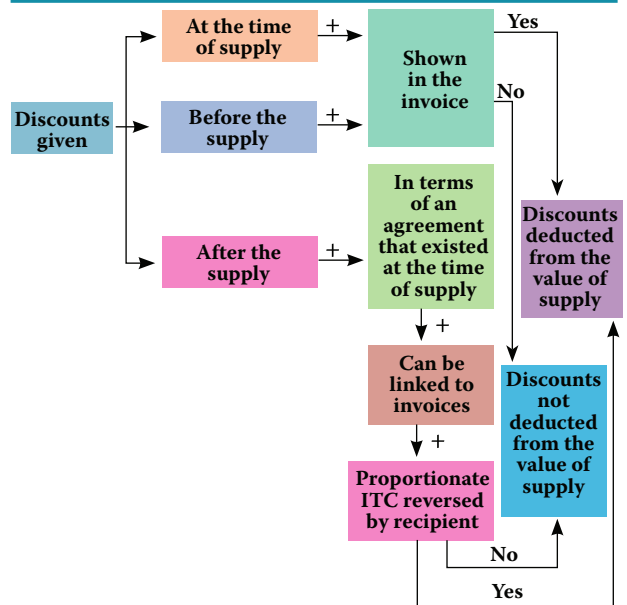 At the time
of supply
+
Shown
in the
invoice
Yes
No
Discounts
given
Before the
supply
+
In terms
of an
agreement
that existed
at the time
of supply
After the
supply
+
Discounts
deducted
from the
value of
supply
+
Can be
linked to
invoices
Discounts
not
deducted
from the
value of
supply
+
Proportionate
ITC reversed
by recipient
No
Yes